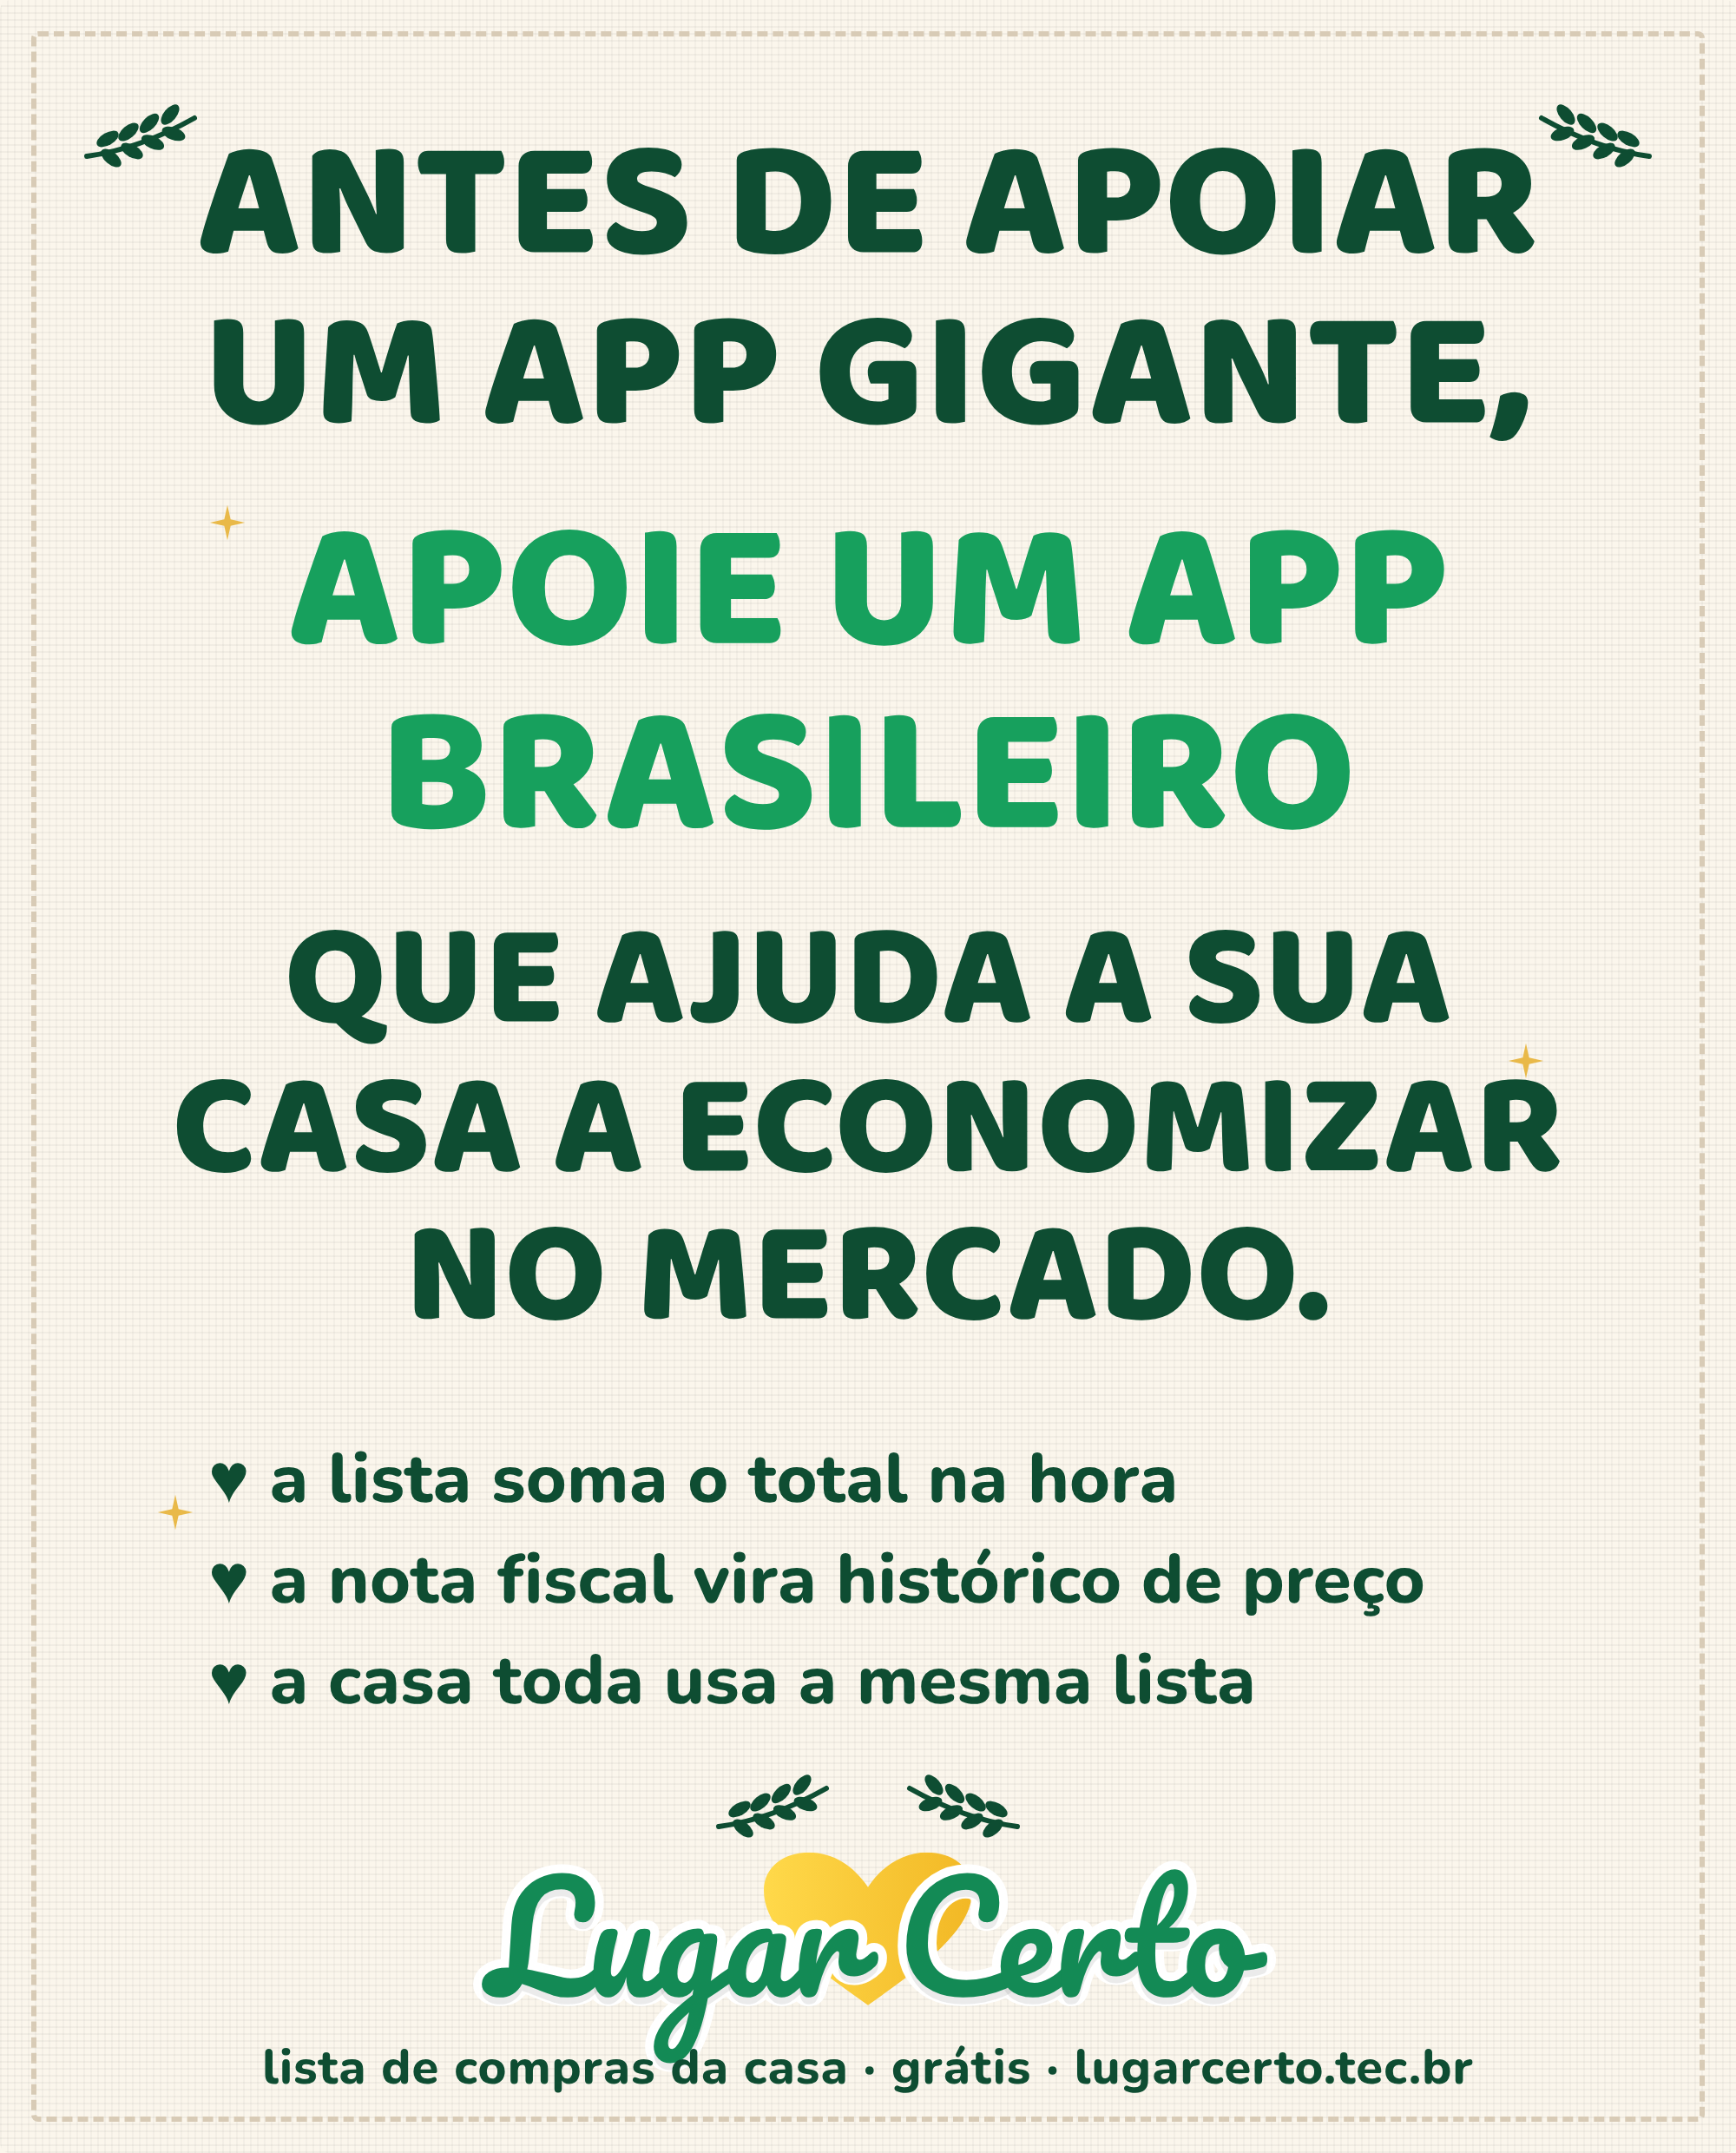 ANTES DE APOIAR
UM APP GIGANTE,
APOIE UM APP
BRASILEIRO
QUE AJUDA A SUA
CASA A ECONOMIZAR
NO MERCADO.
♥ a lista soma o total na hora
♥ a nota fiscal vira histórico de preço
♥ a casa toda usa a mesma lista
Lugar Certo
lista de compras da casa · grátis · lugarcerto.tec.br